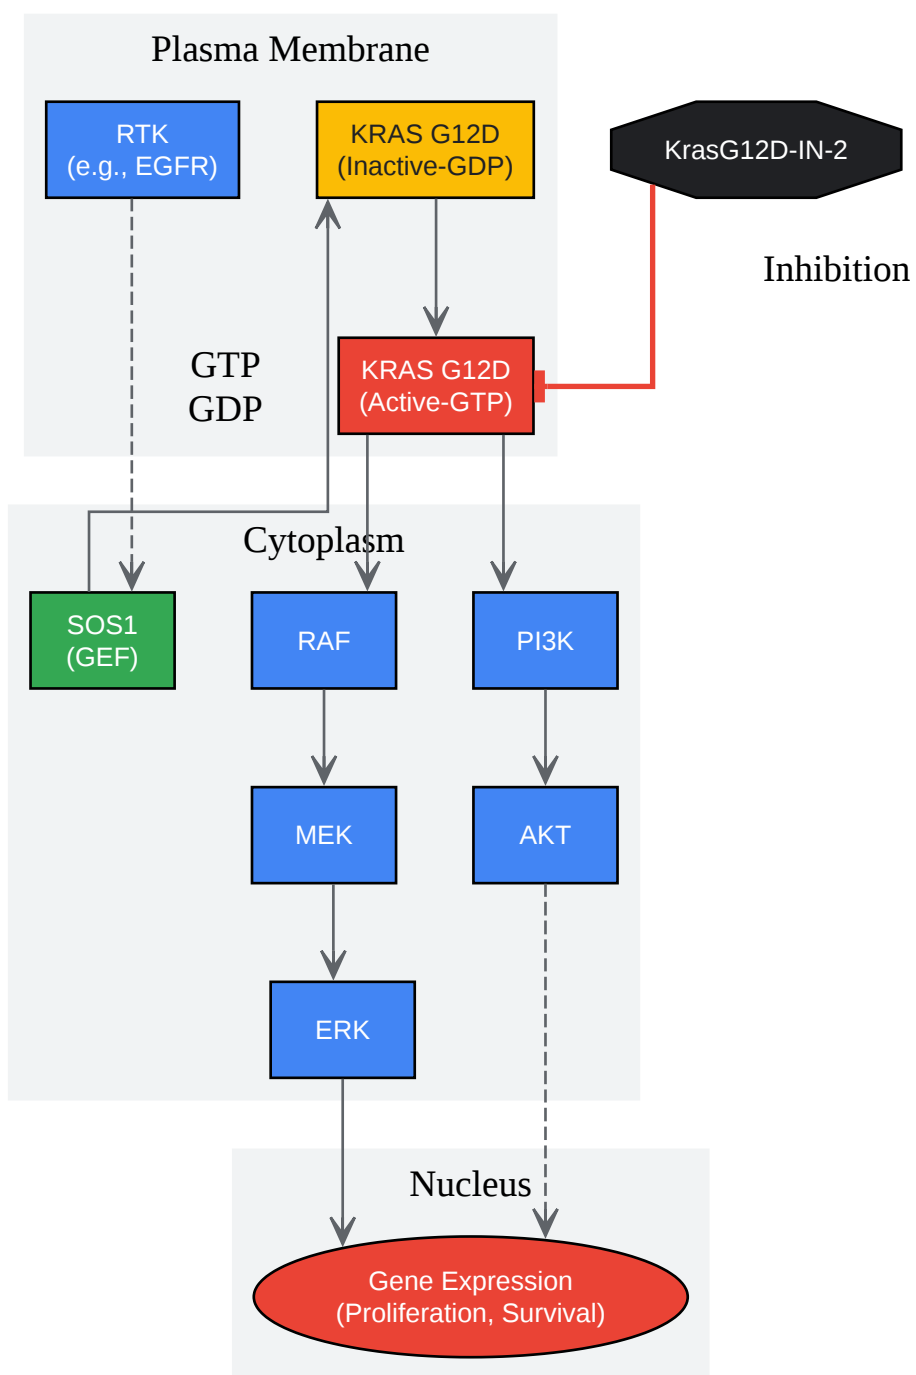 Plasma Membrane
RTK
(e.g., EGFR)
KRAS G12D
(Inactive-GDP)
KrasG12D-IN-2
Inhibition
GTP
GDP
KRAS G12D
(Active-GTP)
Cytoplasm
SOS1
(GEF)
RAF
PI3K
MEK
AKT
ERK
Nucleus
Gene Expression
(Proliferation, Survival)